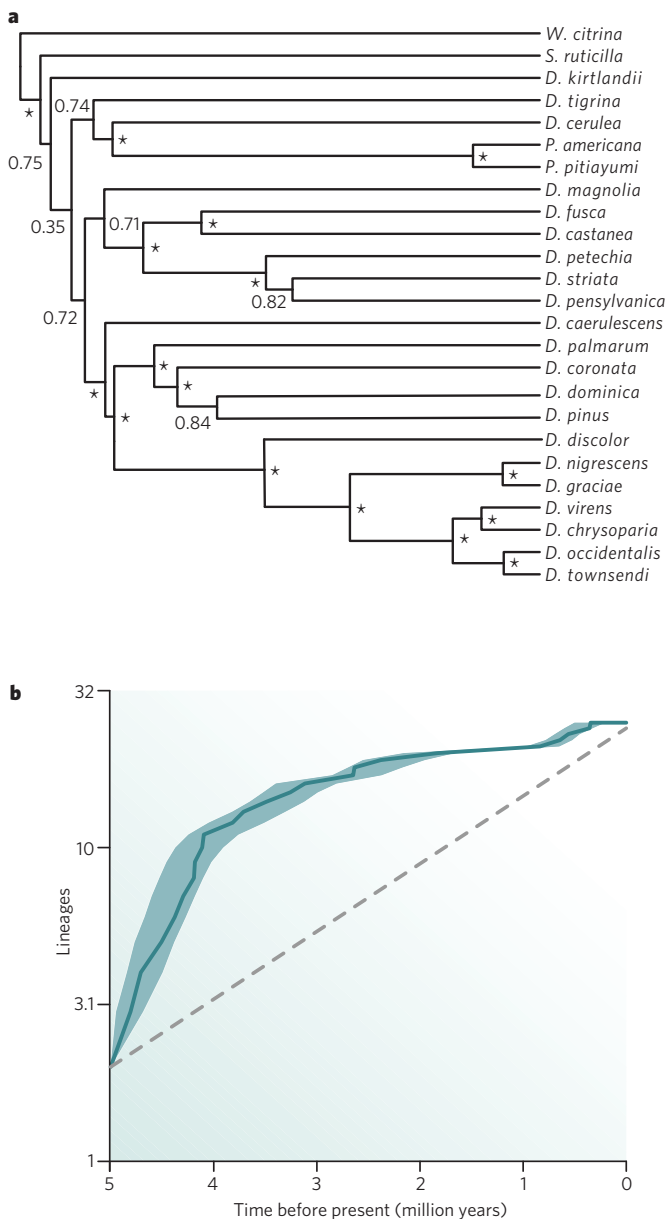 a
W. citrina
S. ruticilla
D. kirtlandii
0.74
D. tigrina
*
D. cerulea
*
P. americana
*
0.75
P. pitiayumi
D. magnolia
0.71
D. fusca
*
0.35
D. castanea
*
D. petechia
*
D. striata
0.82
D. pensylvanica
0.72
D. caerulescens
D. palmarum
*
D. coronata
*
*
D. dominica
*
D. pinus
0.84
D. discolor
*
D. nigrescens
*
D. graciae
*
D. virens
*
D. chrysoparia
*
D. occidentalis
*
D. townsendi
b
32
10
Lineages
3.1
1
5 4 3 2 1 0
Time before present (million years)